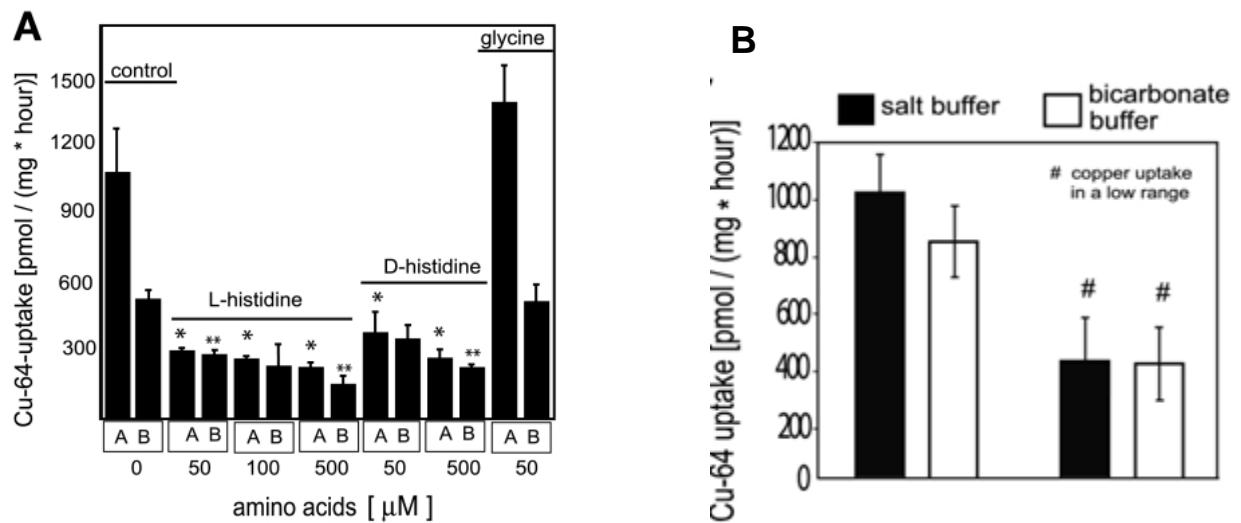 A
Cu-64-uptake [pmol / (mg * hour)]
1500
1200
900
600
300
control
L-histidine
D-histidine
glycine
*
**
*
*
**
*
*
**
A B
A B
A B
A B
A B
A B
A B
0 50 100 500 50 500 50
amino acids [ μM ]
B
salt buffer
bicarbonate
buffer
Cu-64 uptake [pmol / (mg * hour)]
1200
1000
800
600
400
200
0
# copper uptake
in a low range
# #